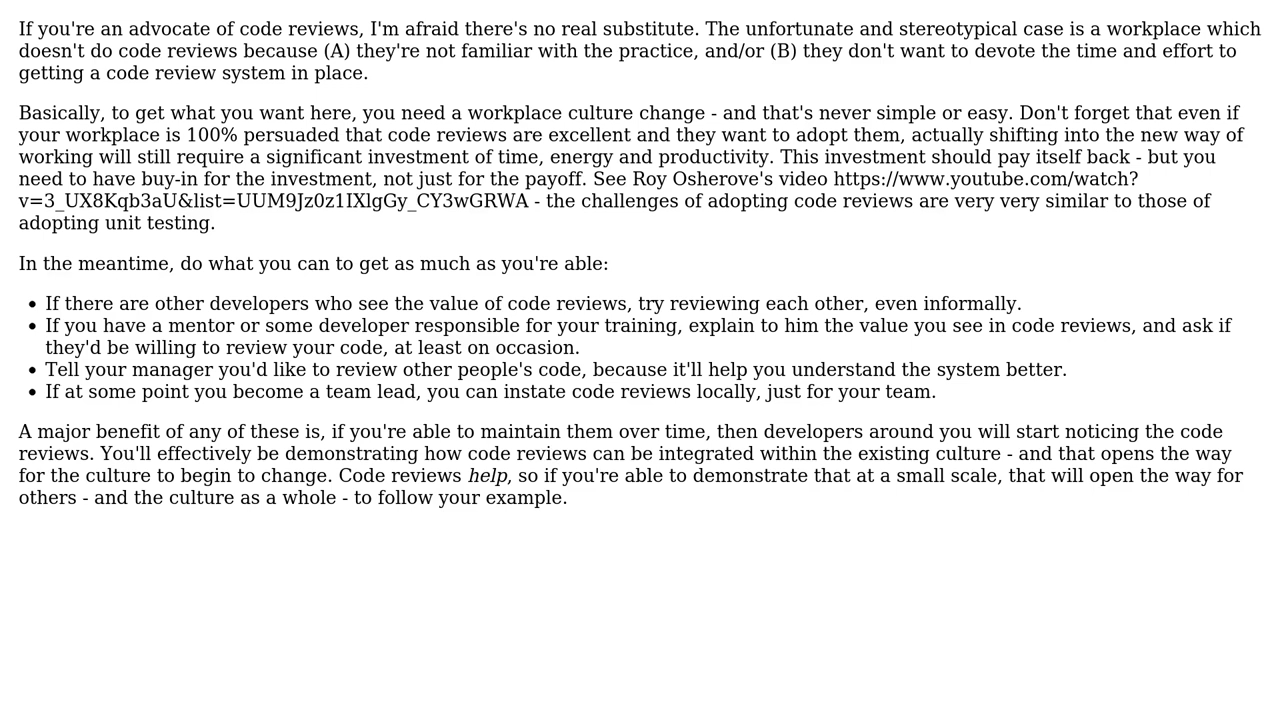 If you're an advocate of code reviews, I'm afraid there's no real substitute. The unfortunate and stereotypical case is a workplace which
doesn't do code reviews because (A) they're not familiar with the practice, and/or (B) they don't want to devote the time and effort to
getting a code review system in place.
Basically, to get what you want here, you need a workplace culture change - and that's never simple or easy. Don't forget that even if
your workplace is 100% persuaded that code reviews are excellent and they want to adopt them, actually shifting into the new way of
working will still require a significant investment of time, energy and productivity. This investment should pay itself back - but you
need to have buy-in for the investment, not just for the payoff. See Roy Osherove's video https://www.youtube.com/watch?
v=3_UX8Kqb3aU&list=UUM9Jz0z1IXlgGy_CY3wGRWA - the challenges of adopting code reviews are very very similar to those of
adopting unit testing.
In the meantime, do what you can to get as much as you're able:
• If there are other developers who see the value of code reviews, try reviewing each other, even informally.
• If you have a mentor or some developer responsible for your training, explain to him the value you see in code reviews, and ask if
they'd be willing to review your code, at least on occasion.
• Tell your manager you'd like to review other people's code, because it'll help you understand the system better.
• If at some point you become a team lead, you can instate code reviews locally, just for your team.
A major benefit of any of these is, if you're able to maintain them over time, then developers around you will start noticing the code
reviews. You'll effectively be demonstrating how code reviews can be integrated within the existing culture - and that opens the way
for the culture to begin to change. Code reviews help, so if you're able to demonstrate that at a small scale, that will open the way for
others - and the culture as a whole - to follow your example.